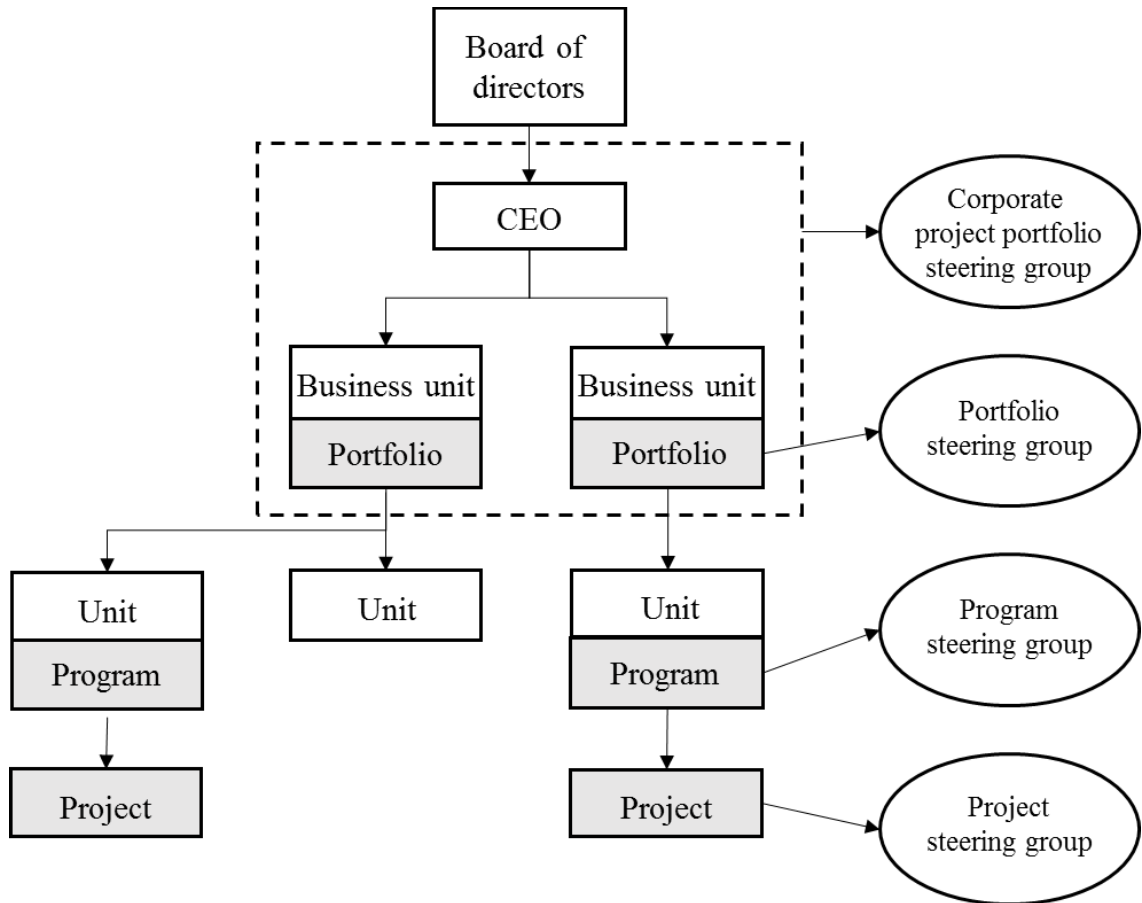 Board of
directors
CEO
Corporate
project portfolio
steering group
Business unit
Portfolio
Business unit
Portfolio
Portfolio
steering group
Unit
Program
Unit
Unit
Program
Program
steering group
Project
Project
Project
steering group